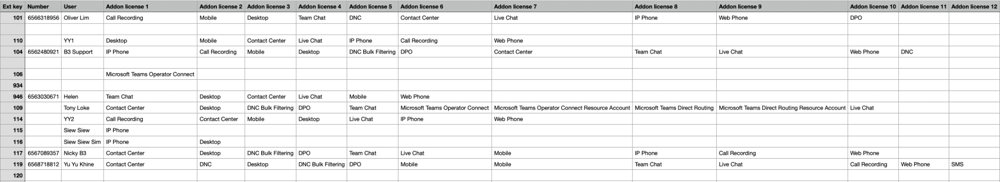 Ext key Number User Addon license 1 Addon license 2 Addon license 3 Addon license 4 Addon license 5 Addon license 6 Addon license 7 Addon license 8 Addon license 9 Addon license 10 Addon license 11 Addon license 12
101 6566318956 Oliver Lim Call Recording Mobile Desktop Team Chat DNC Contact Center Live Chat IP Phone Web Phone DPO
110 YY1 Desktop Mobile Contact Center Live Chat IP Phone Call Recording Web Phone
104 6562480921 B3 Support IP Phone Call Recording Mobile Desktop DNC Bulk Filtering DPO Contact Center Team Chat Live Chat Web Phone DNC
106 Microsoft Teams Operator Connect
934
946 6563030671 Helen Team Chat Desktop Contact Center Live Chat Mobile Web Phone
109 Tony Loke Contact Center Desktop DNC Bulk Filtering DPO Team Chat Microsoft Teams Operator Connect Microsoft Teams Operator Connect Resource Account Microsoft Teams Direct Routing Microsoft Teams Direct Routing Resource Account Live Chat
114 YY2 Call Recording Contact Center Mobile Desktop Live Chat IP Phone Web Phone
115 Siew Siew IP Phone
116 Siew Siew Sim IP Phone Desktop
117 6567089357 Nicky B3 Contact Center Desktop DNC Bulk Filtering DPO Team Chat Live Chat Mobile IP Phone Call Recording Web Phone
119 6568718812 Yu Yu Khine Contact Center DNC Desktop DNC Bulk Filtering DPO Mobile Mobile Team Chat Live Chat Call Recording Web Phone SMS
120